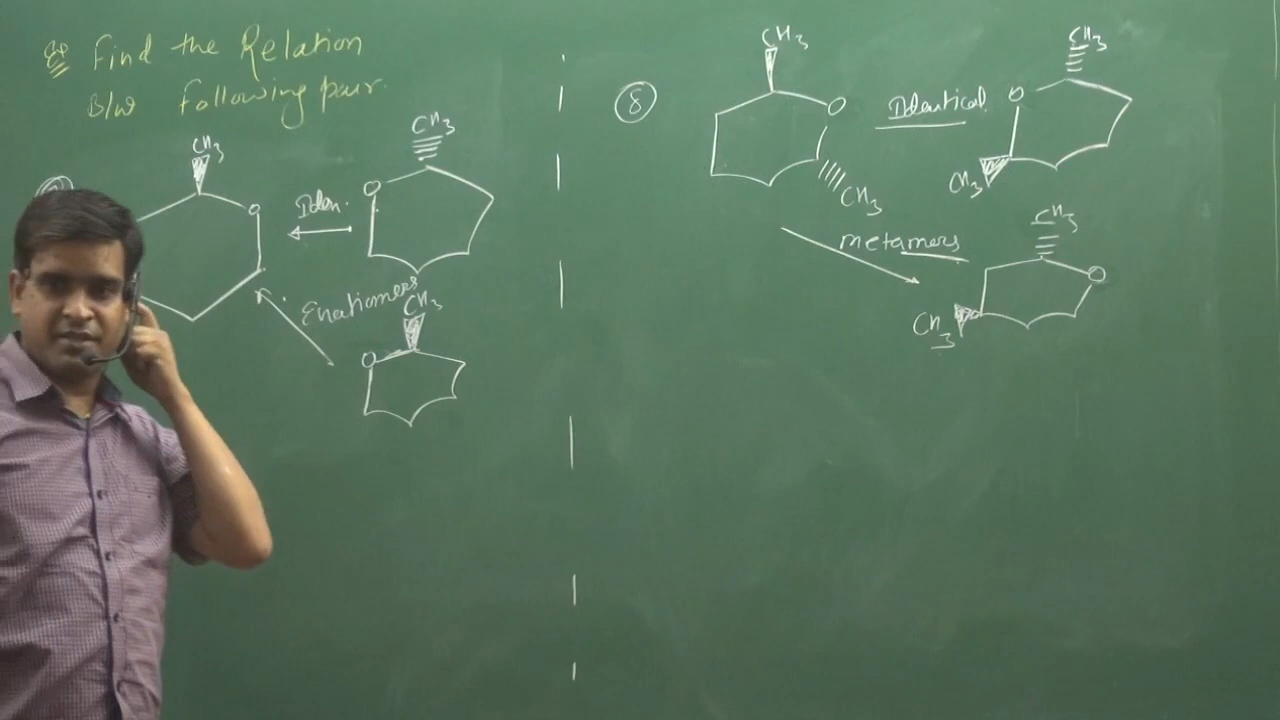 Find the Relation
B/w following pair.
CH3
O
Iden.
CH3
O
Enatiomers
CH3
O
8
CH3
O
CH3
Identical
CH3
O
CH3
metamers
CH3
O
CH3